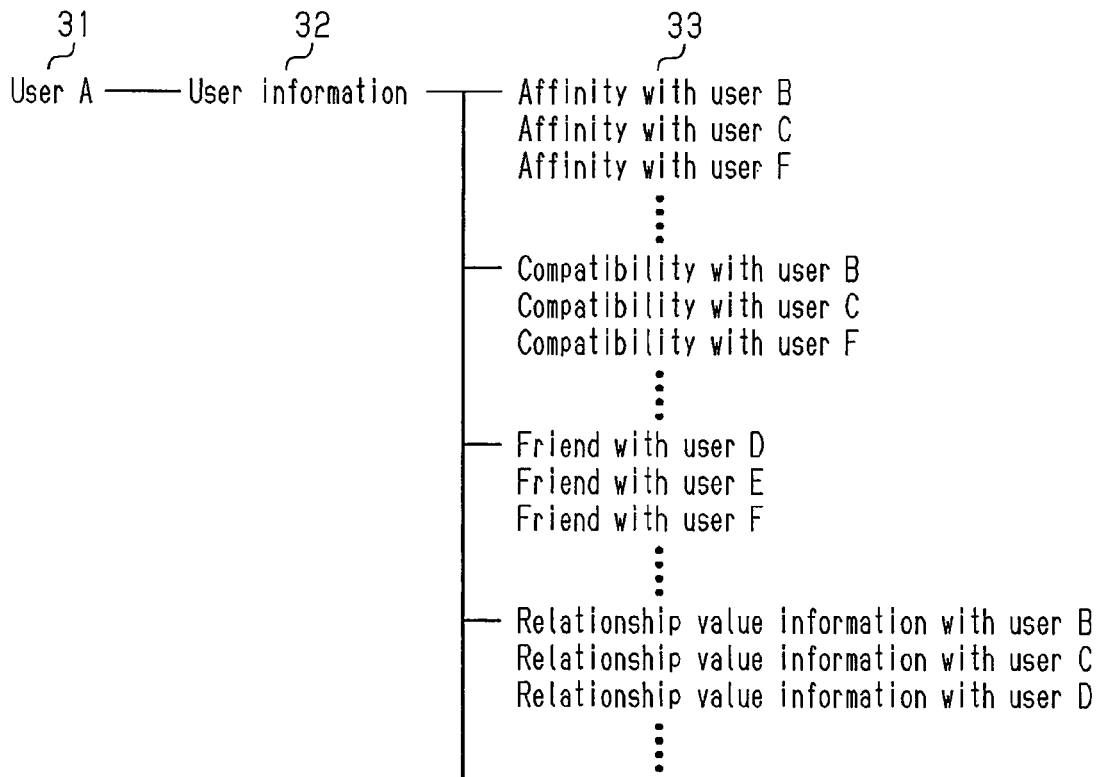 31 32 33
User A User information Affinity with user B
Affinity with user C
Affinity with user F
Compatibility with user B
Compatibility with user C
Compatibility with user F
Friend with user D
Friend with user E
Friend with user F
Relationship value information with user B
Relationship value information with user C
Relationship value information with user D